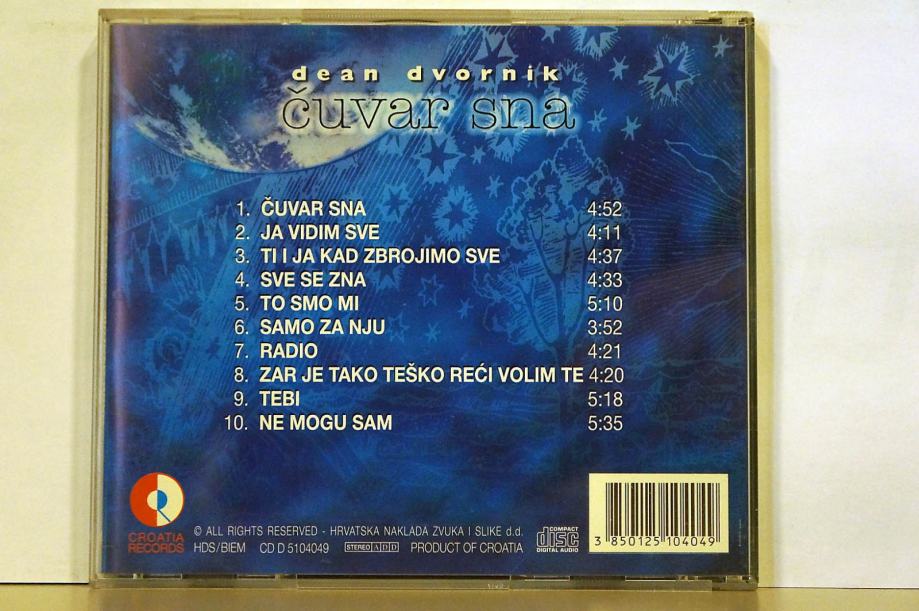 dean dvornik
čuvar sna
1. ČUVAR SNA 4:52
2. JA VIDIM SVE 4:11
3. TI I JA KAD ZBROJIMO SVE 4:37
4. SVE SE ZNA 4:33
5. TO SMO MI 5:10
6. SAMO ZA NJU 3:52
7. RADIO 4:21
8. ZAR JE TAKO TEŠKO REĆI VOLIM TE 4:20
9. TEBI 5:18
10. NE MOGU SAM 5:35
CROATIA
RECORDS
© ALL RIGHTS RESERVED - HRVATSKA NAKLADA ZVUKA I SLIKE d.d.
HDS/BIEM CD D 5104049 STEREO ADD PRODUCT OF CROATIA
COMPACT
disc
DIGITAL AUDIO
3 850125 104049